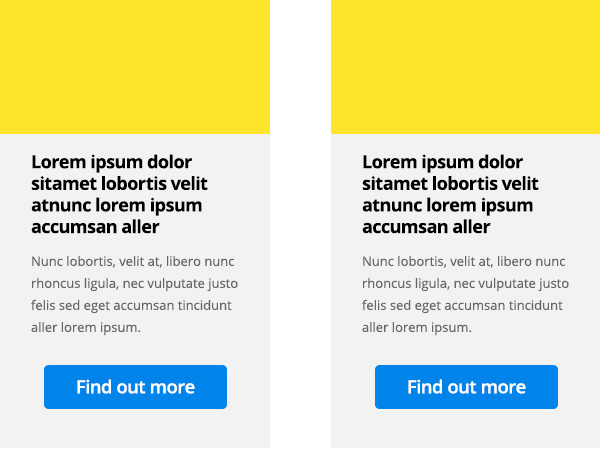 Lorem ipsum dolor
sitamet lobortis velit
atnunc lorem ipsum
accumsan aller
Nunc lobortis, velit at, libero nunc
rhoncus ligula, nec vulputate justo
felis sed eget accumsan tincidunt
aller lorem ipsum.
Find out more
Lorem ipsum dolor
sitamet lobortis velit
atnunc lorem ipsum
accumsan aller
Nunc lobortis, velit at, libero nunc
rhoncus ligula, nec vulputate justo
felis sed eget accumsan tincidunt
aller lorem ipsum.
Find out more